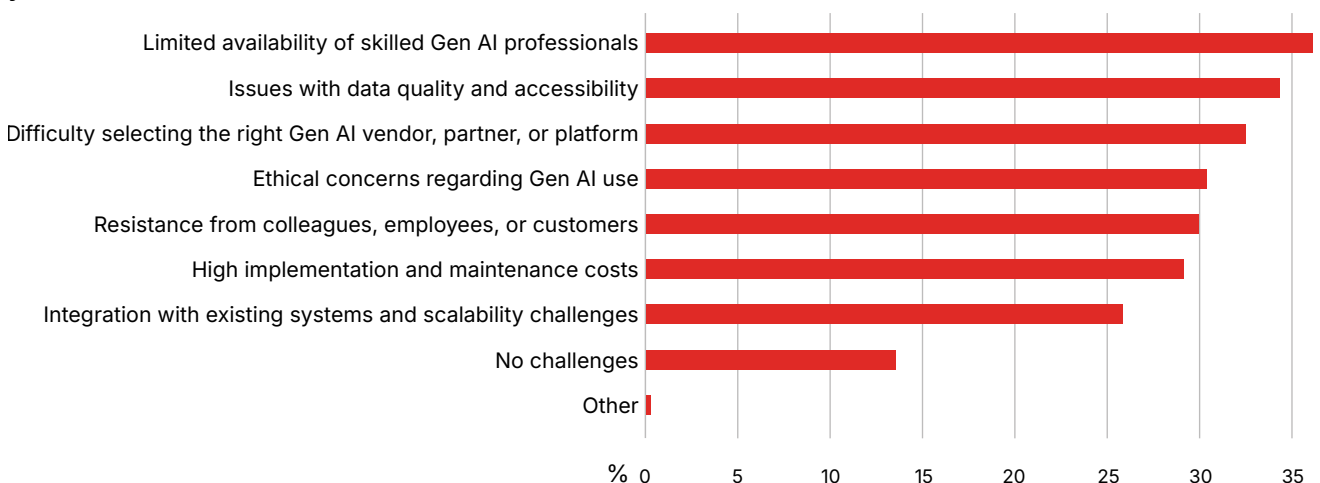 Limited availability of skilled Gen AI professionals
Issues with data quality and accessibility
Difficulty selecting the right Gen AI vendor, partner, or platform
Ethical concerns regarding Gen AI use
Resistance from colleagues, employees, or customers
High implementation and maintenance costs
Integration with existing systems and scalability challenges
No challenges
Other
% 0 5 10 15 20 25 30 35